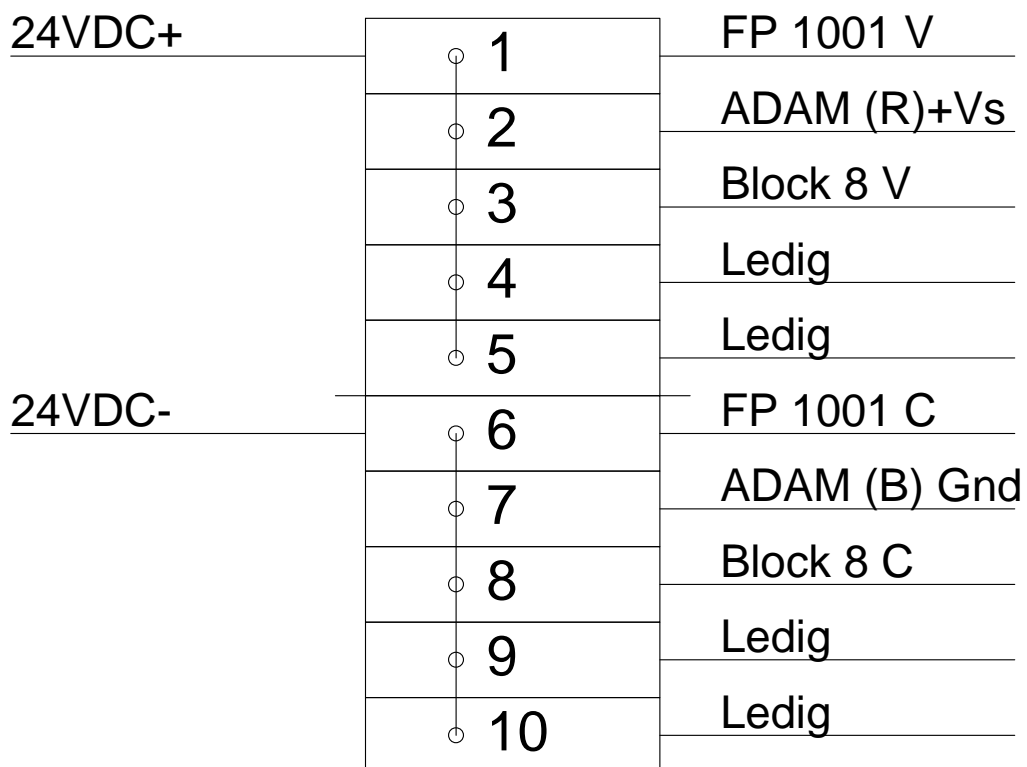 24VDC+ 1 FP 1001 V
2 ADAM (R)+Vs
3 Block 8 V
4 Ledig
5 Ledig
24VDC- 6 FP 1001 C
7 ADAM (B) Gnd
8 Block 8 C
9 Ledig
10 Ledig